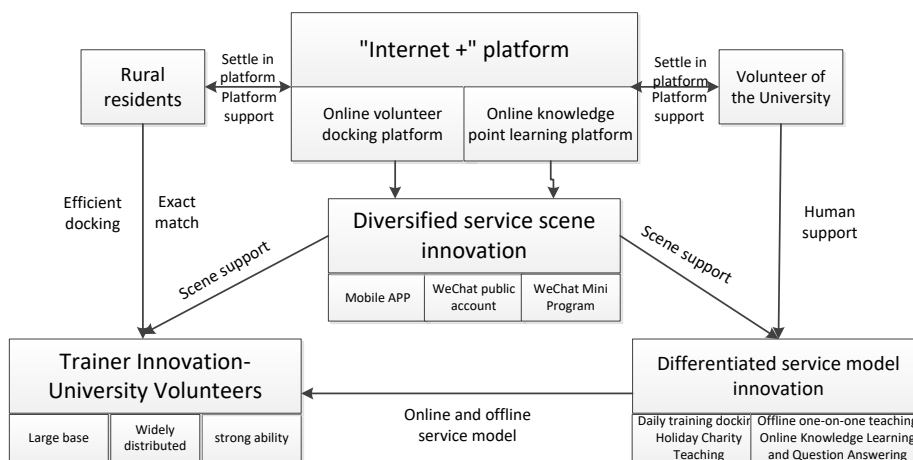 "Internet +" platform
Rural
residents
Settle in
platform
Platform
support
Settle in
platform
Platform
support
Volunteer of
the University
Online volunteer
docking platform
Online knowledge
point learning platform
Efficient
docking
Exact
match
Diversified service scene
innovation
Human
support
Scene support
Scene support
Mobile APP
WeChat public
account
WeChat Mini
Program
Trainer Innovation-
University Volunteers
Differentiated service model
innovation
Large base
Widely
distributed
strong ability
Online and offline
service model
Daily training dockin
Holiday Charity
Teaching
Offline one-on-one teaching
Online Knowledge Learning
and Question Answering